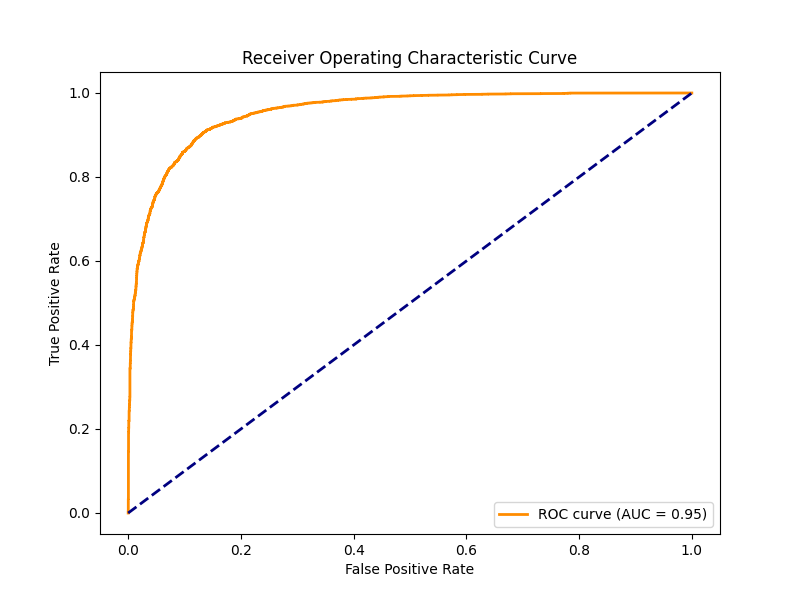 Receiver Operating Characteristic Curve
True Positive Rate
1.0
0.8
0.6
0.4
0.2
0.0
ROC curve (AUC = 0.95)
0.0 0.2 0.4 0.6 0.8 1.0
False Positive Rate